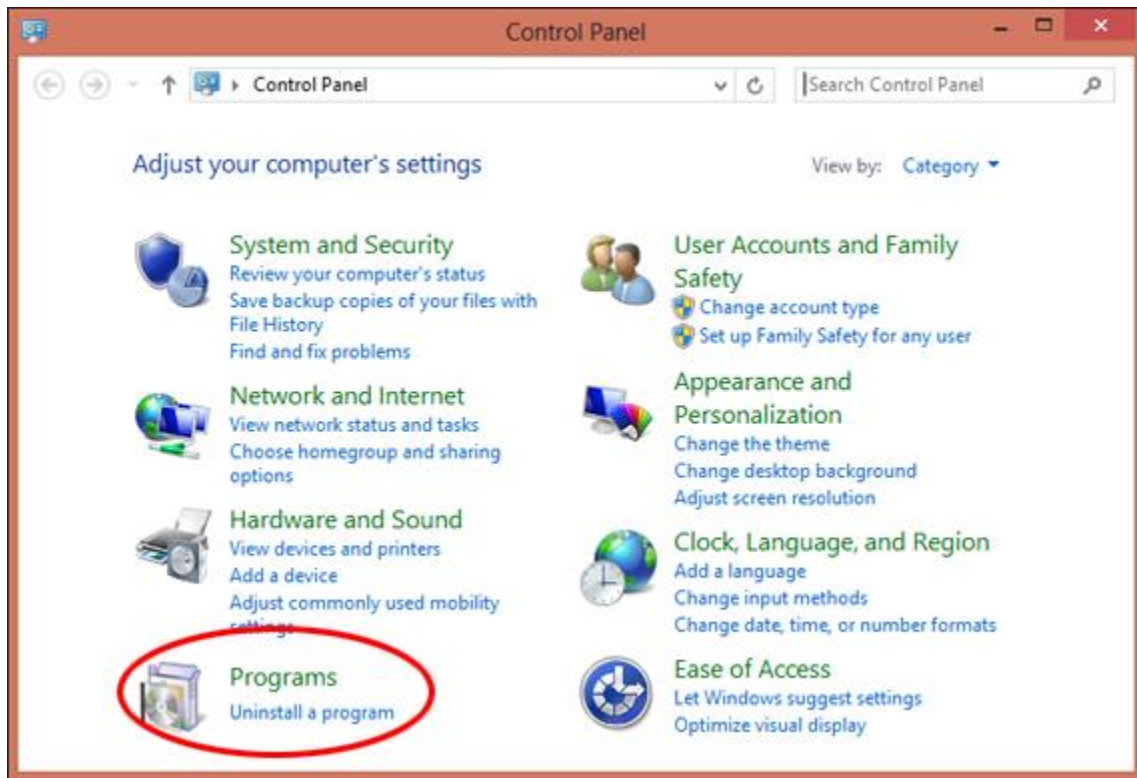 Control Panel
Control Panel
Search Control Panel
Adjust your computer's settings
View by: Category
System and Security
Review your computer's status
Save backup copies of your files with
File History
Find and fix problems
Network and Internet
View network status and tasks
Choose homegroup and sharing
options
Hardware and Sound
View devices and printers
Add a device
Adjust commonly used mobility
settings
Programs
Uninstall a program
User Accounts and Family
Safety
Change account type
Set up Family Safety for any user
Appearance and
Personalization
Change the theme
Change desktop background
Adjust screen resolution
Clock, Language, and Region
Add a language
Change input methods
Change date, time, or number formats
Ease of Access
Let Windows suggest settings
Optimize visual display